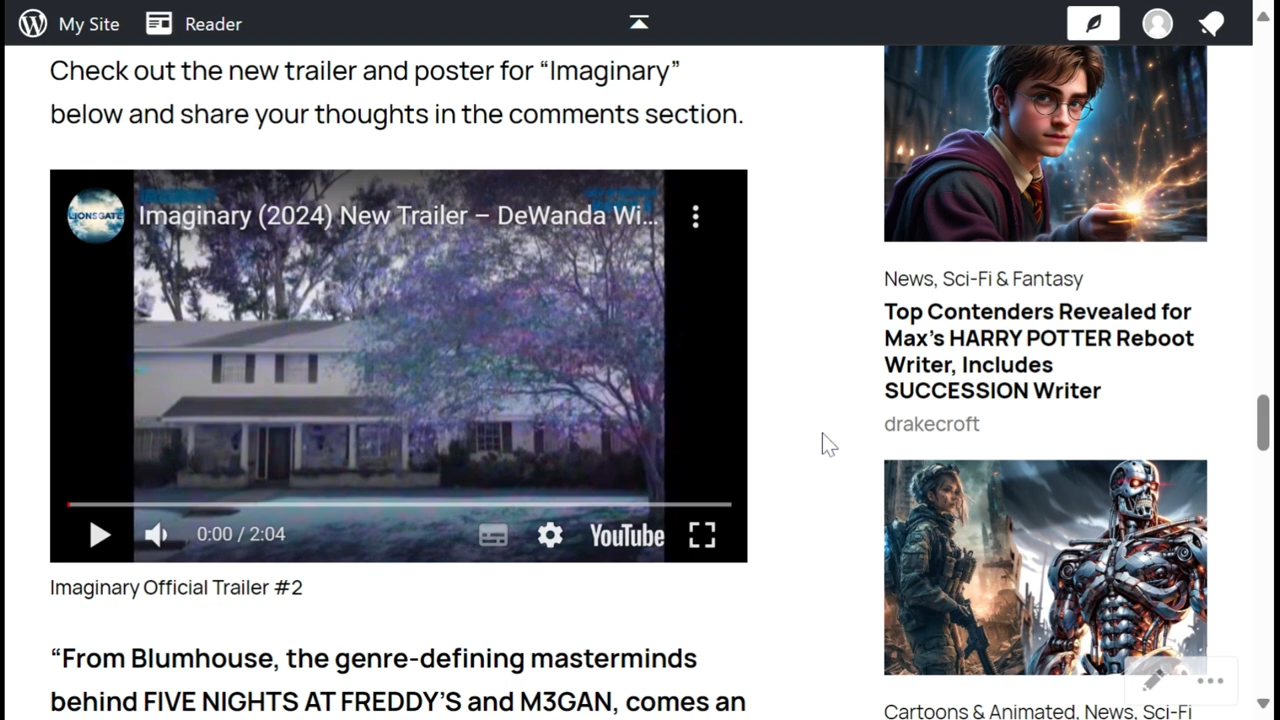 My Site
Reader
Check out the new trailer and poster for “Imaginary”
below and share your thoughts in the comments section.
LIONSGATE
Imaginary (2024) New Trailer – DeWanda Wi...
0:00 / 2:04
YouTube
Imaginary Official Trailer #2
“From Blumhouse, the genre-defining masterminds
behind FIVE NIGHTS AT FREDDY’S and M3GAN, comes an
News, Sci-Fi & Fantasy
Top Contenders Revealed for
Max’s HARRY POTTER Reboot
Writer, Includes
SUCCESSION Writer
drakecroft
Cartoons & Animated, News, Sci-Fi